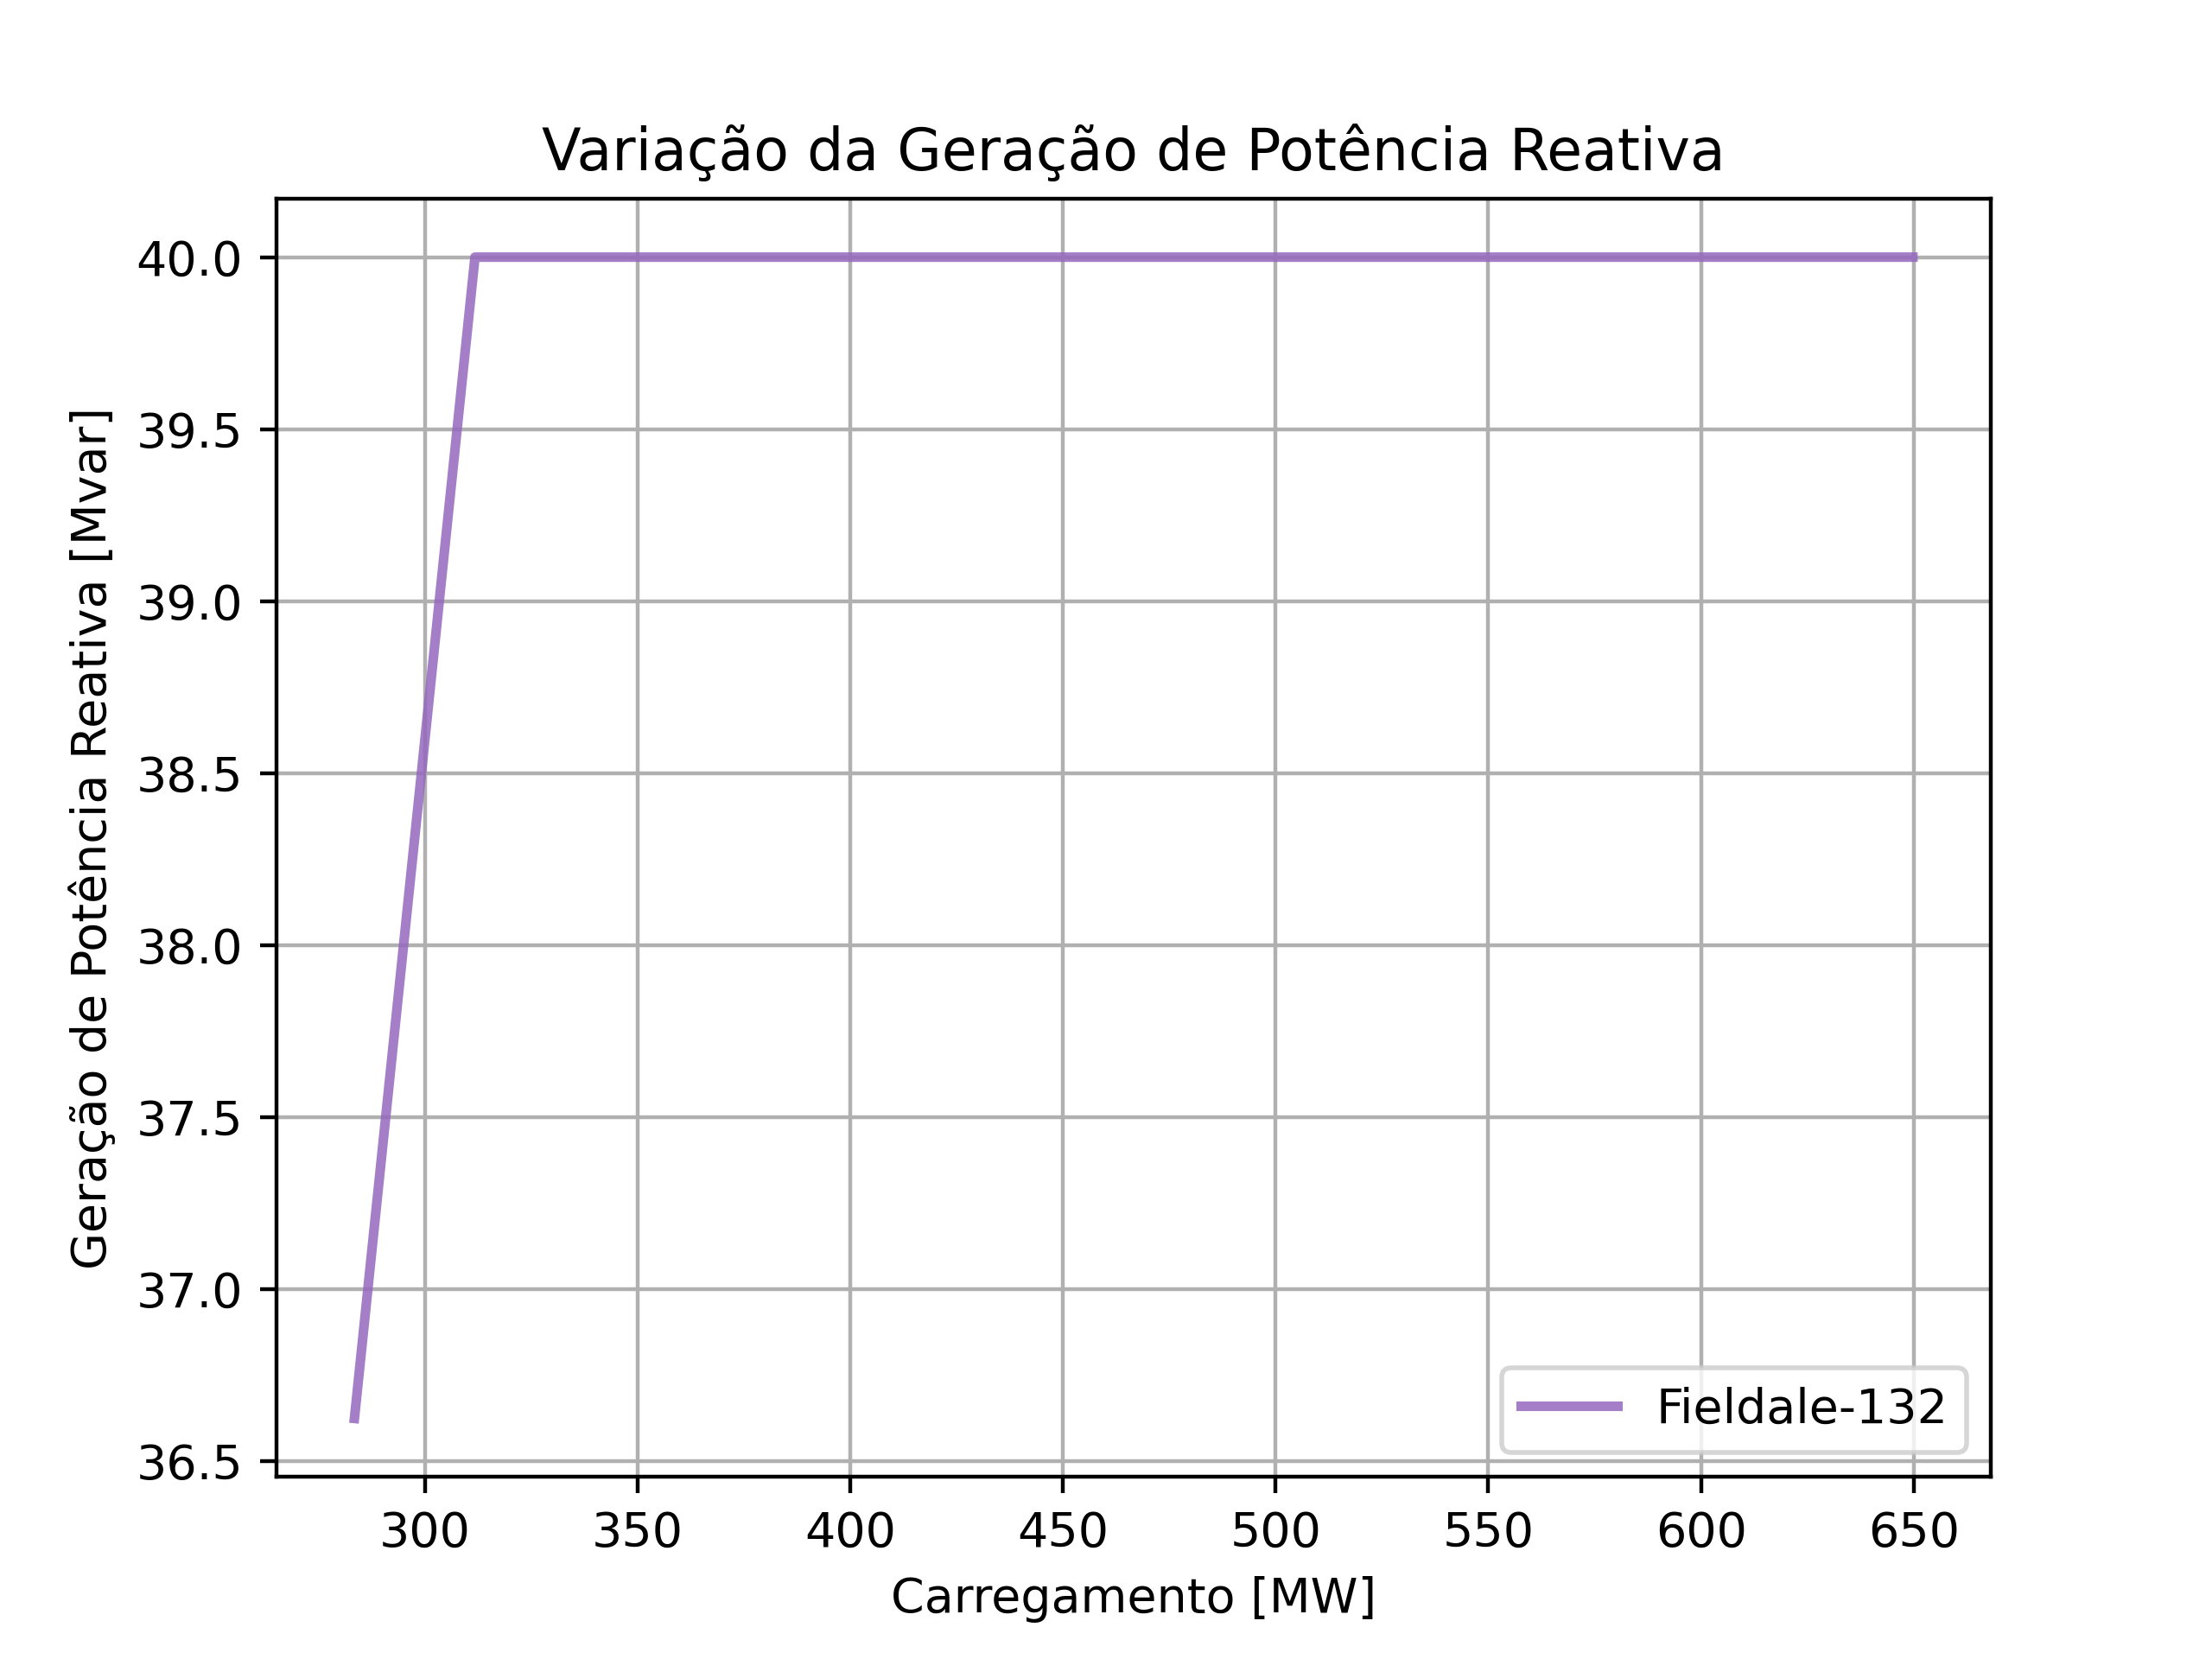 Variação da Geração de Potência Reativa
Geração de Potência Reativa [Mvar]
40.0
39.5
39.0
38.5
38.0
37.5
37.0
36.5
Fieldale-132
300 350 400 450 500 550 600 650
Carregamento [MW]